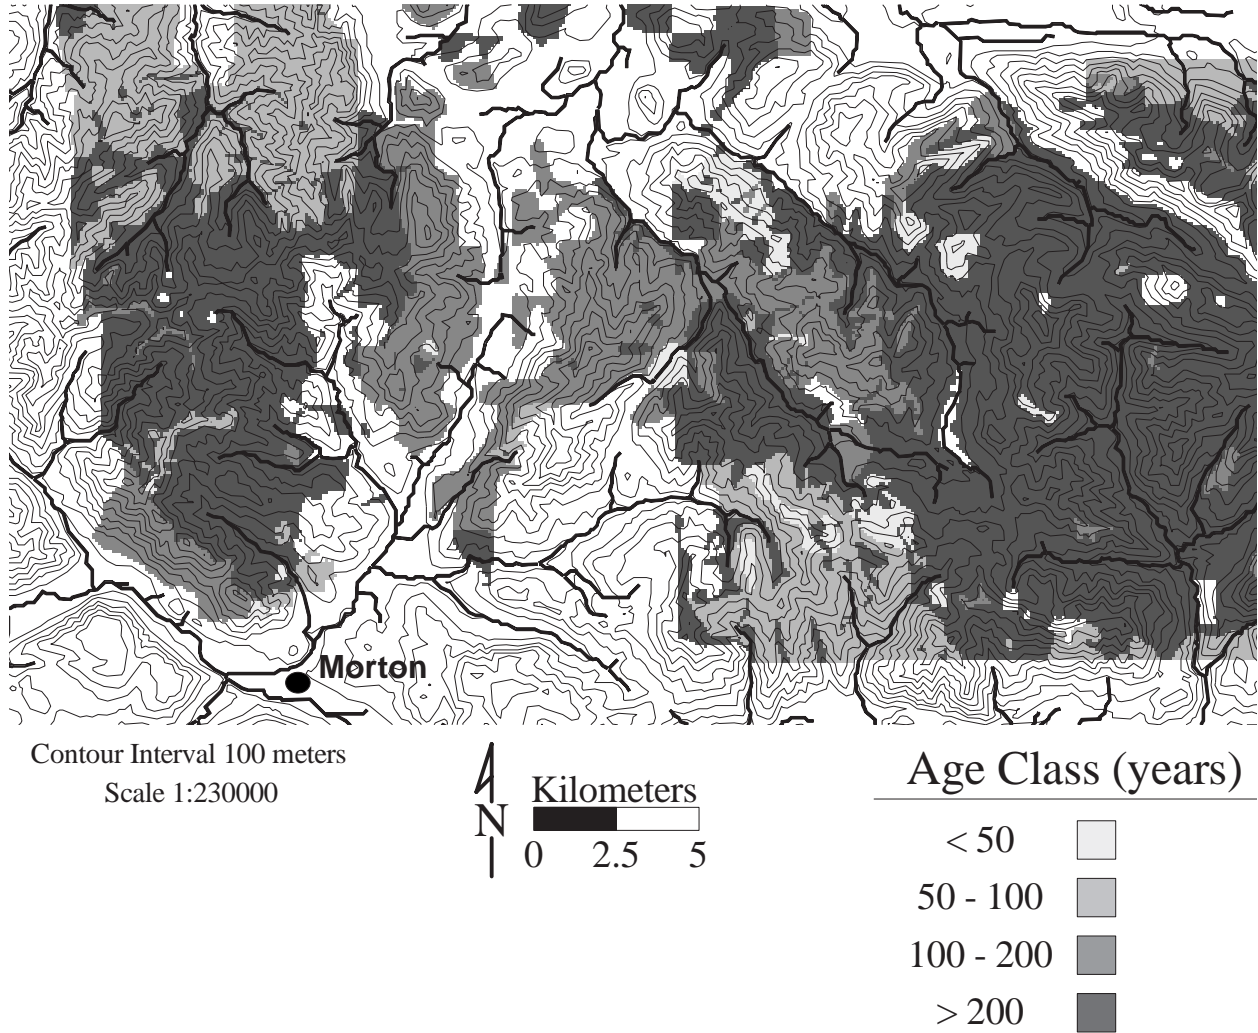 Morton
Contour Interval 100 meters
Scale 1:230000
N
Kilometers
0 2.5 5
Age Class (years)
< 50
50 - 100
100 - 200
> 200